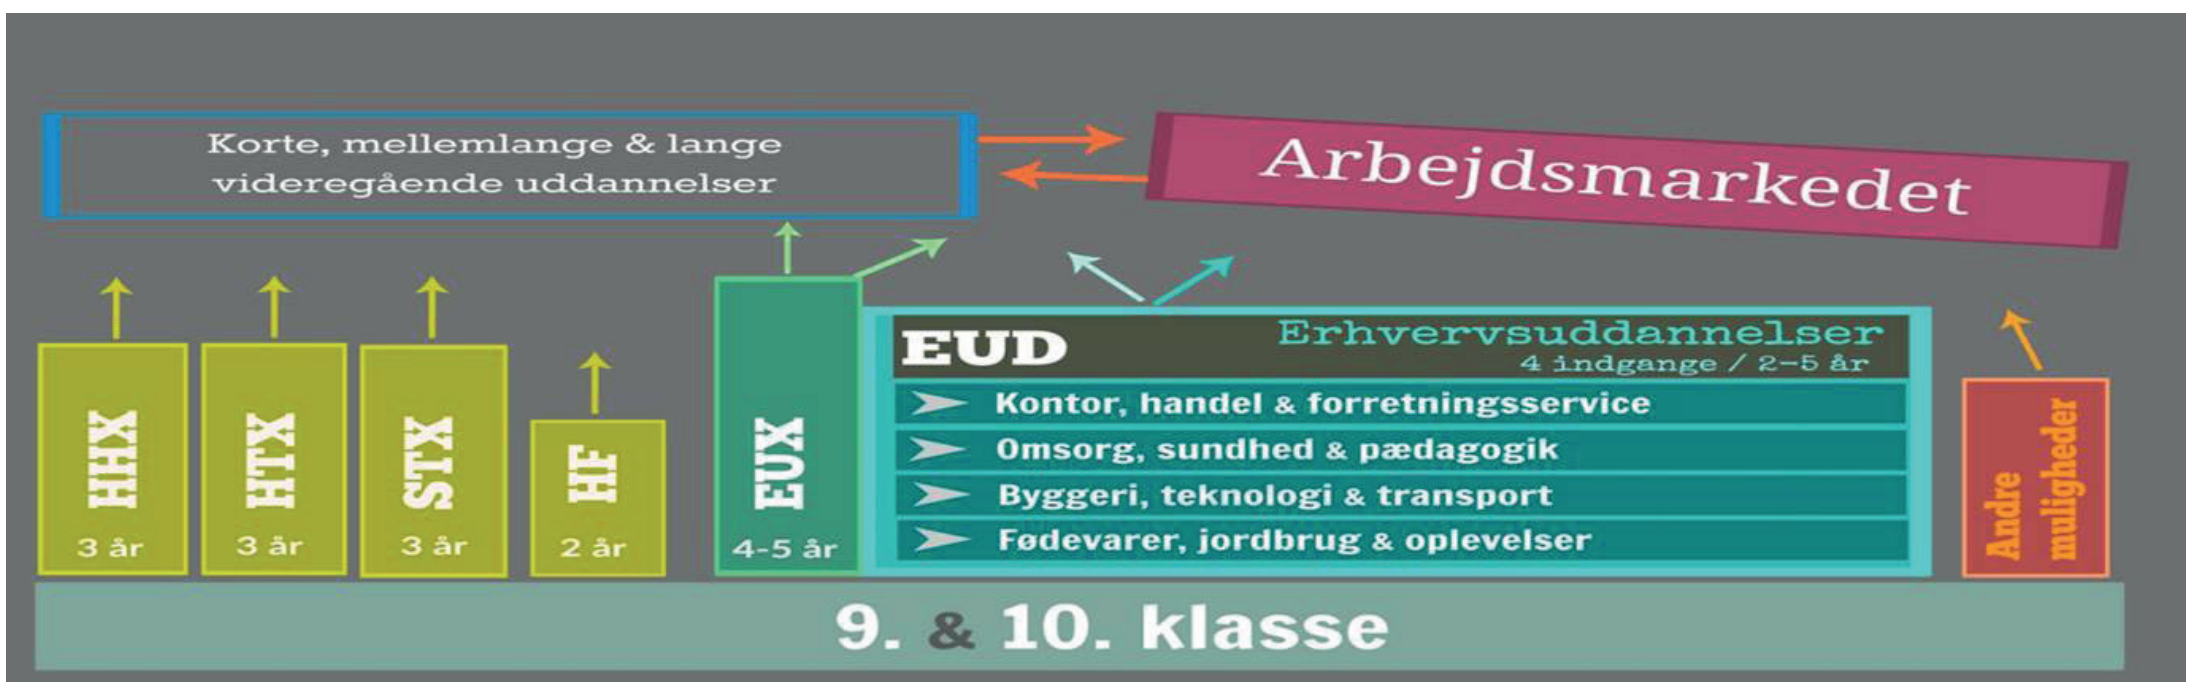 Korte, mellemlange & lange
videregående uddannelser
Arbejdsmarkedet
HHX
3 år
HTX
3 år
STX
3 år
HF
2 år
EUX
4-5 år
EUD
Erhvervsuddannelser
4 indgange / 2-5 år
Kontor, handel & forretningsservice
Omsorg, sundhed & pædagogik
Byggeri, teknologi & transport
Fødevarer, jordbrug & oplevelser
Andre
muligheder
9. & 10. klasse